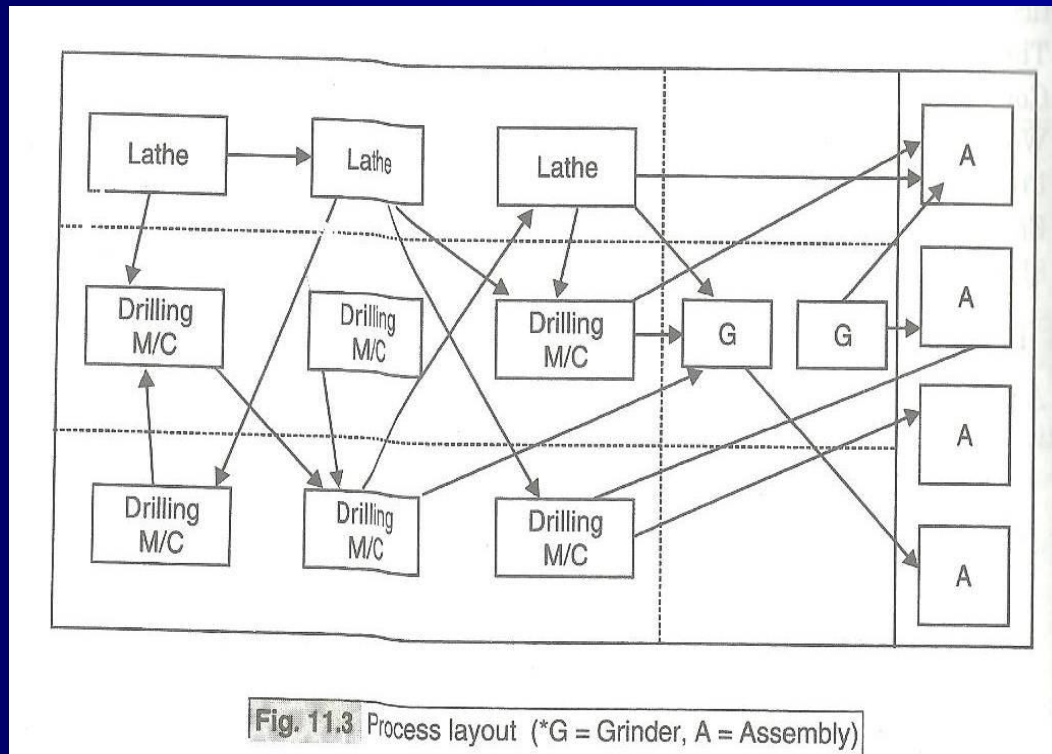 Lathe
Lathe
Lathe
A
Drilling
M/C
Drilling
M/C
Drilling
M/C
G
G
A
A
Drilling
M/C
Drilling
M/C
Drilling
M/C
A
Fig. 11.3 Process layout (*G = Grinder, A = Assembly)